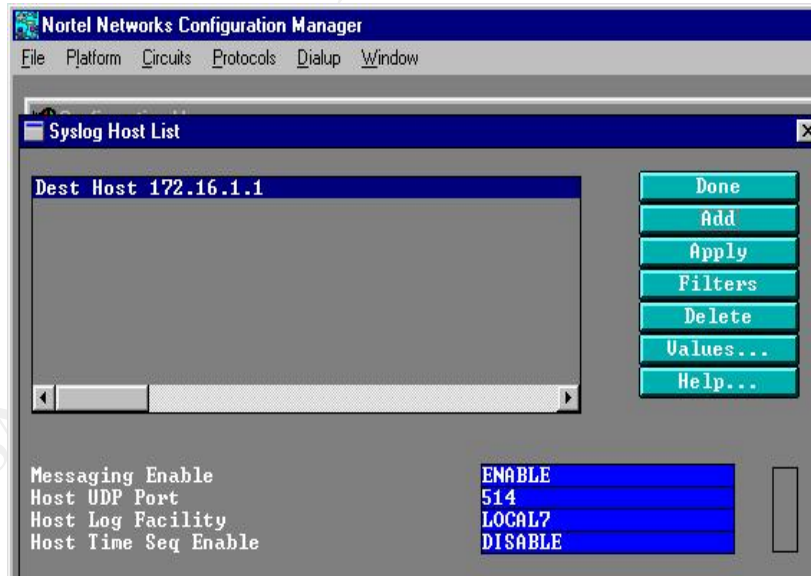 Nortel Networks Configuration Manager
File Platform Circuits Protocols Dialup Window
Syslog Host List
Dest Host 172.16.1.1
Done
Add
Apply
Filters
Delete
Values...
Help...
Messaging Enable ENABLE
Host UDP Port 514
Host Log Facility LOCAL7
Host Time Seq Enable DISABLE